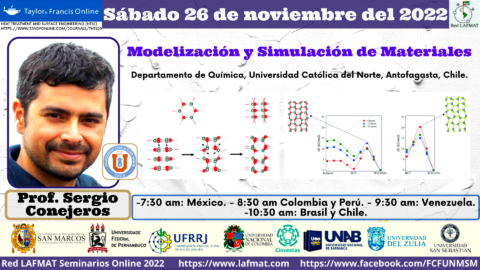 Taylor & Francis Online
Sábado 26 de noviembre del 2022
Red LAFMAT
HEAT TREATMENT AND SURFACE ENGINEERING (HTSE)
Modelización y Simulación de Materiales
Departamento de Química, Universidad Católica del Norte, Antofagasta, Chile.
Prof. Sergio
Conejeros
-7:30 am: México. - 8:30 am Colombia y Perú. - 9:30 am: Venezuela.
-10:30 am: Brasil y Chile.
SAN MARCOS
UNIVERSIDADE
FEDERAL
DE PERNAMBUCO
UFRRJ
UNIVERSIDAD
NACIONAL
DE COLOMBIA
Cinvestav
UNAB
UNIVERSIDAD
DEL ZULIA
UNIVERSIDAD
SAN SEBASTIAN
Red LAFMAT Seminarios Online 2022 https://www.lafmat.com https://www.facebook.com/FCFUNMSM